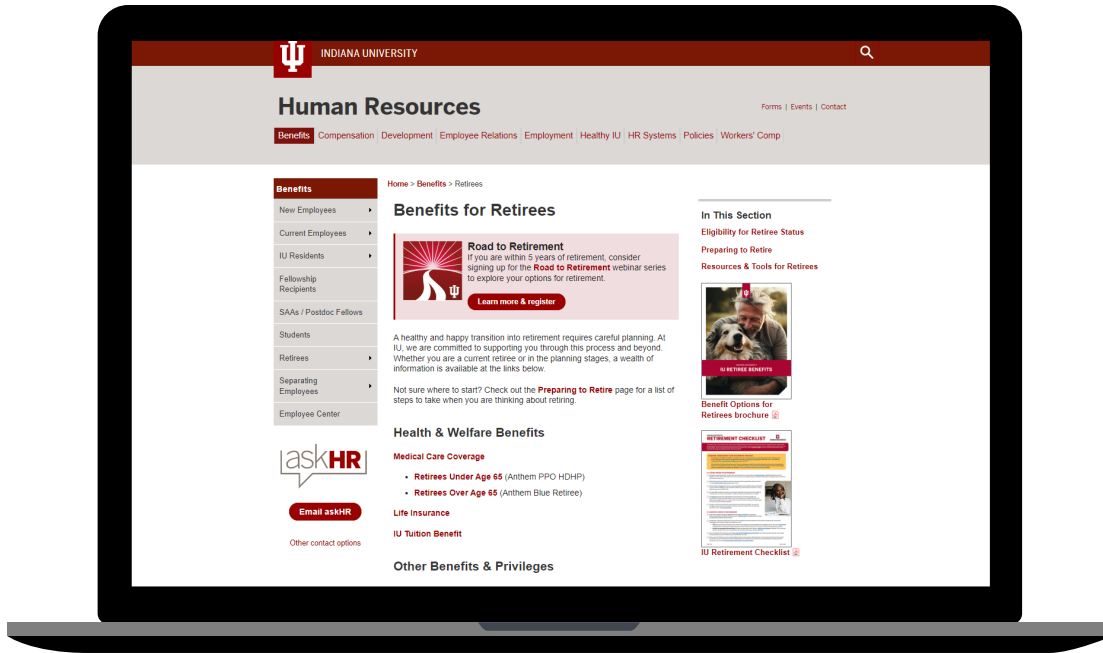 INDIANA UNIVERSITY
Human Resources
Forms | Events | Contact
Benefits Compensation Development Employee Relations Employment Healthy IU HR Systems Policies Workers' Comp
Benefits
New Employees
Current Employees
IU Residents
Fellowship
Recipients
SAAs / Postdoc Fellows
Students
Retirees
Separating
Employees
Employee Center
askHR
Email askHR
Other contact options
Home > Benefits > Retirees
Benefits for Retirees
Road to Retirement
If you are within 5 years of retirement, consider
signing up for the Road to Retirement webinar series
to explore your options for retirement.
Learn more & register
A healthy and happy transition into retirement requires careful planning. At
IU, we are committed to supporting you through this process and beyond.
Whether you are a current retiree or in the planning stages, a wealth of
information is available at the links below.
Not sure where to start? Check out the Preparing to Retire page for a list of
steps to take when you are thinking about retiring.
Health & Welfare Benefits
Medical Care Coverage
• Retirees Under Age 65 (Anthem PPO HDHP)
• Retirees Over Age 65 (Anthem Blue Retiree)
Life Insurance
IU Tuition Benefit
Other Benefits & Privileges
In This Section
Eligibility for Retiree Status
Preparing to Retire
Resources & Tools for Retirees
IU RETIREE BENEFITS
Benefit Options for
Retirees brochure
RETIREMENT CHECKLIST
IU Retirement Checklist